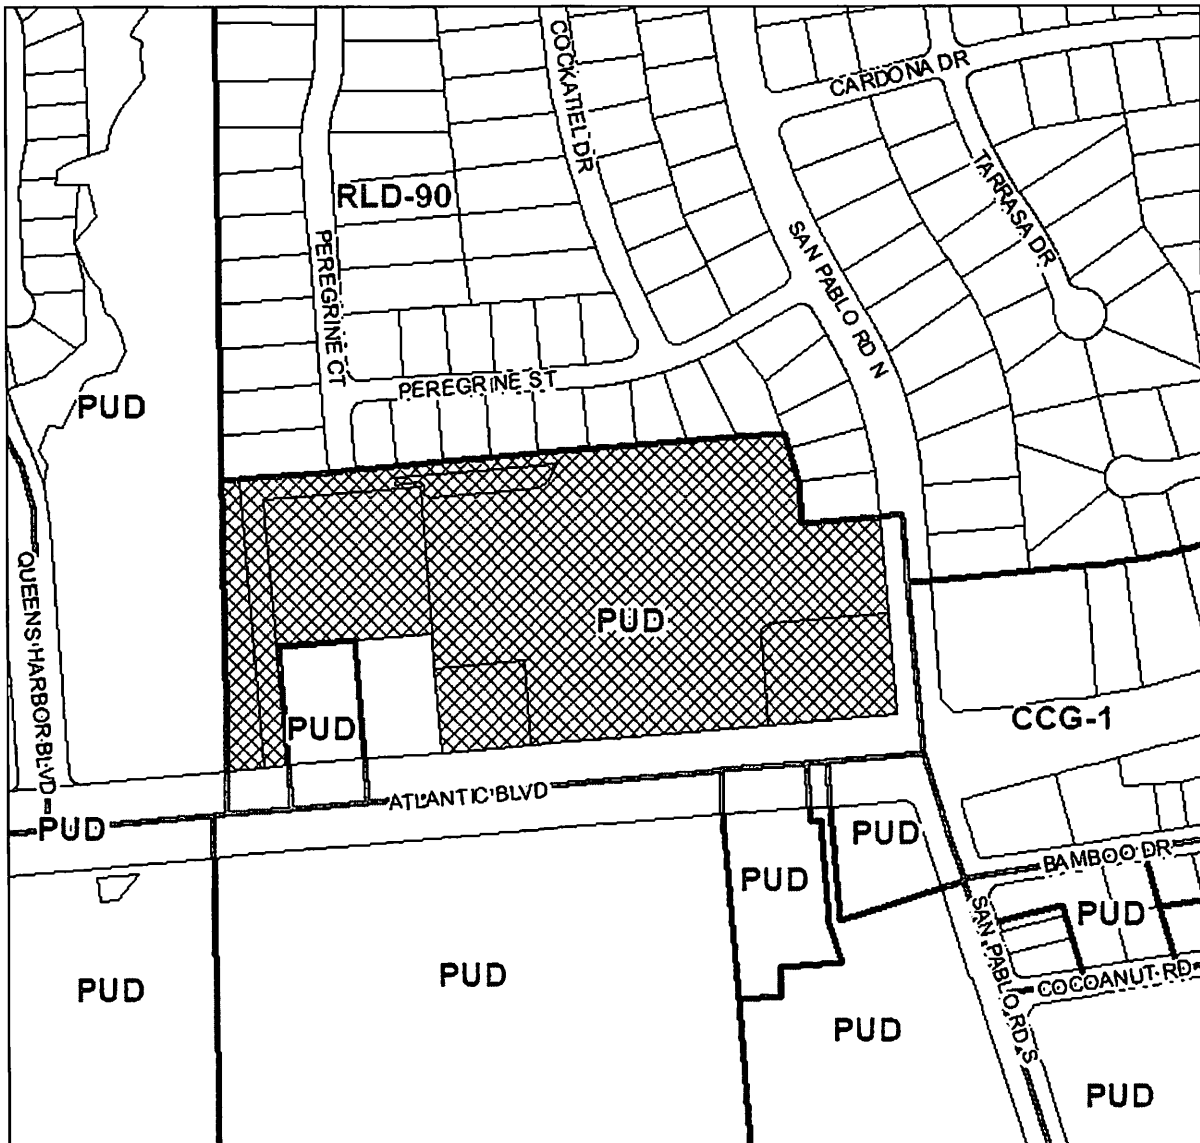 COCKATIEL DR
CARDONA DR
TARRASA DR
RLD-90
PEREGRINE CT
SAN PABLO RD N
PEREGRINE ST
PUD
QUEENS HARBOR BLVD
PUD
PUD
CCG-1
ATLANTIC BLVD
PUD
PUD
BAMBOO DR
PUD
PUD
SAN PABLO RD S
COCOANUT RD
PUD
PUD
PUD
PUD